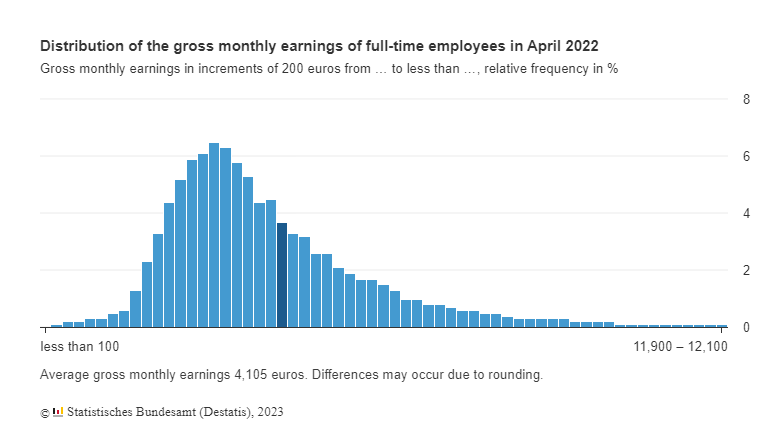 Distribution of the gross monthly earnings of full-time employees in April 2022
Gross monthly earnings in increments of 200 euros from ... to less than ..., relative frequency in %
8
6
4
2
0
less than 100
11,900 – 12,100
Average gross monthly earnings 4,105 euros. Differences may occur due to rounding.
© Statistisches Bundesamt (Destatis), 2023